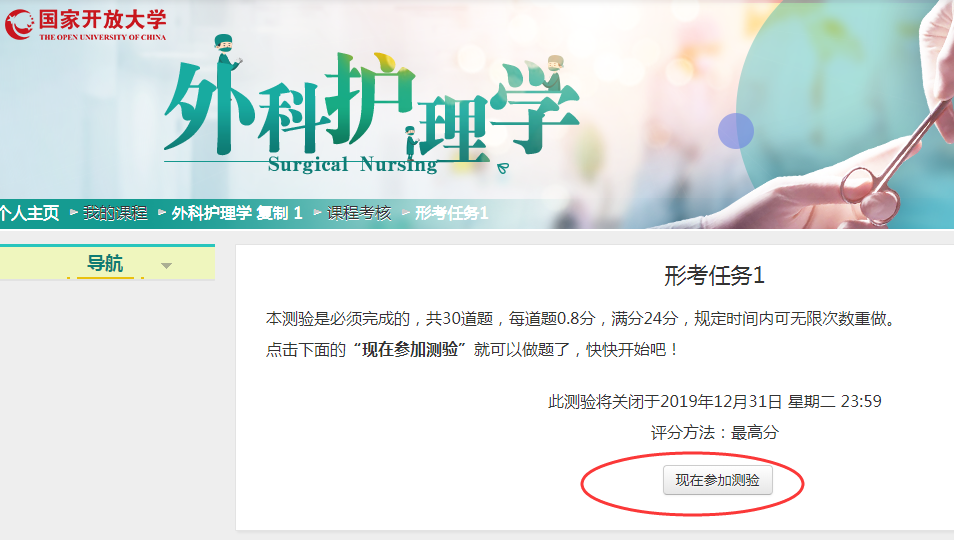 国家开放大学
THE OPEN UNIVERSITY OF CHINA
外科护理学
Surgical Nursing
个人主页 ► 我的课程 ► 外科护理学 复制 1 ► 课程考核 ► 形考任务1
导航
形考任务1
本测验是必须完成的，共30道题，每道题0.8分，满分24分，规定时间内可无限次数重做。
点击下面的“现在参加测验”就可以做题了，快快开始吧！
此测验将关闭于2019年12月31日 星期二 23:59
评分方法：最高分
现在参加测验